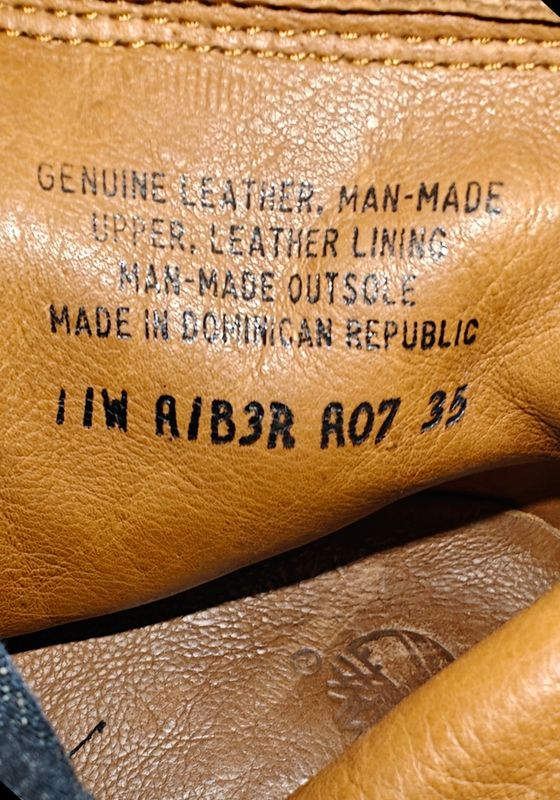 GENUINE LEATHER, MAN-MADE
UPPER, LEATHER LINING
MAN-MADE OUTSOLE
MADE IN DOMINICAN REPUBLIC
11W A1B3R A07 35